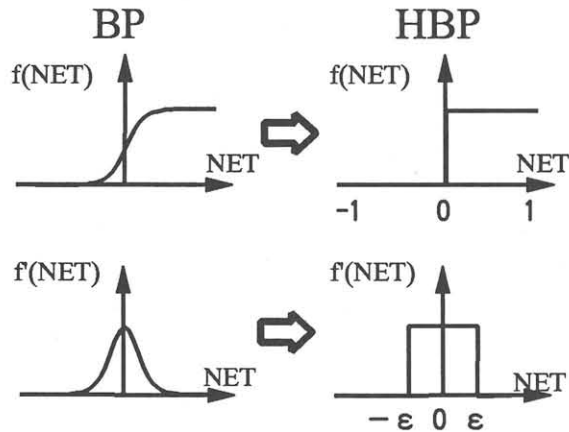 BP
HBP
f(NET)
NET
f(NET)
NET
-1 0 1
f'(NET)
NET
f'(NET)
NET
- ε 0 ε